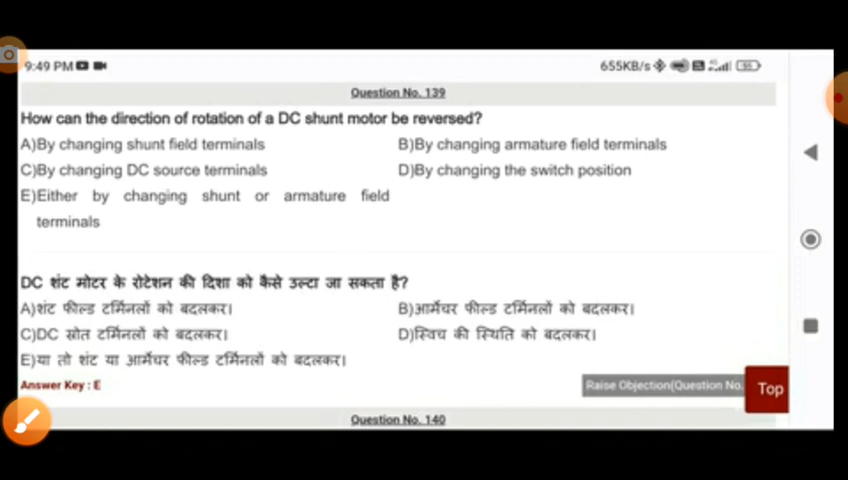 9:49 PM
655KB/s
55
Question No. 139
How can the direction of rotation of a DC shunt motor be reversed?
A)By changing shunt field terminals
B)By changing armature field terminals
C)By changing DC source terminals
D)By changing the switch position
E)Either by changing shunt or armature field
terminals
DC शंट मोटर के रोटेशन की दिशा को कैसे उल्टा जा सकता है?
A)शंट फील्ड टर्मिनलों को बदलकर।
B)आर्मेचर फील्ड टर्मिनलों को बदलकर।
C)DC स्रोत टर्मिनलों को बदलकर।
D)स्विच की स्थिति को बदलकर।
E)या तो शंट या आर्मेचर फील्ड टर्मिनलों को बदलकर।
Answer Key : E
Raise Objection(Question No.
Top
Question No. 140